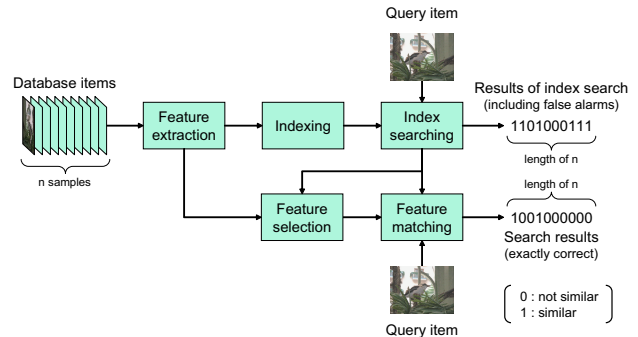 Query item
Database items
Results of index search
(including false alarms)
Feature
extraction
Indexing
Index
searching
1101000111
length of n
n samples
length of n
Feature
selection
Feature
matching
1001000000
Search results
(exactly correct)
0 : not similar
1 : similar
Query item